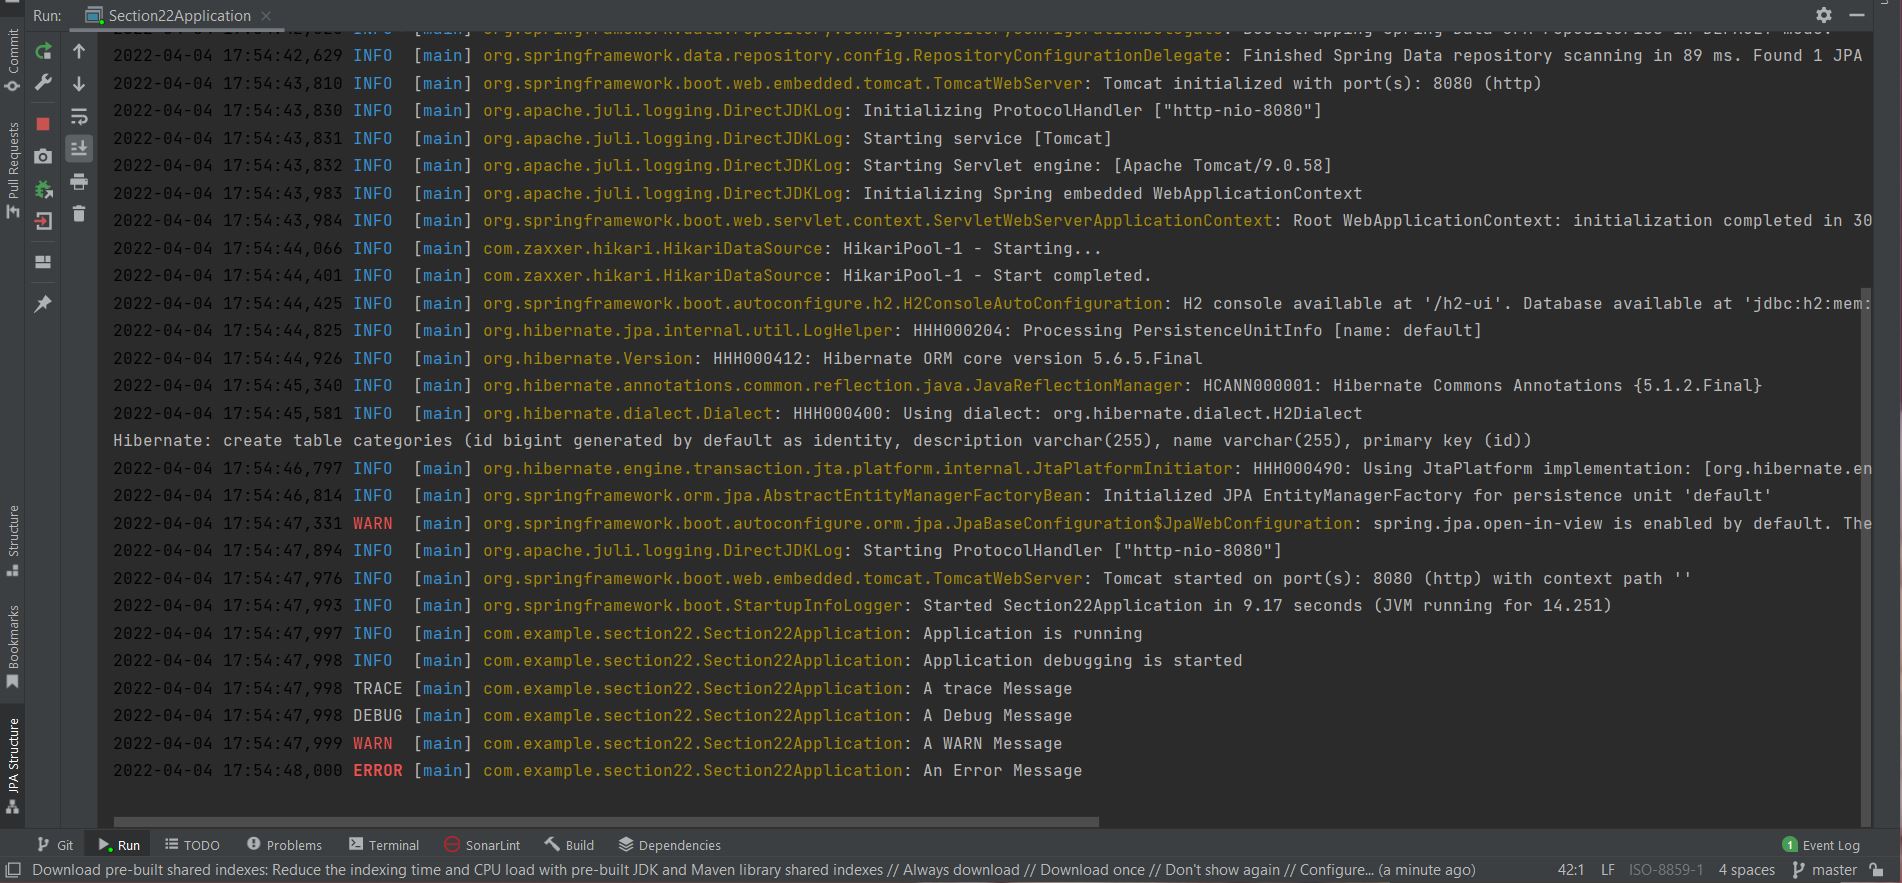 Run: Section22Application
2022-04-04 17:54:42,629 INFO [main] org.springframework.data.repository.config.RepositoryConfigurationDelegate: Finished Spring Data repository scanning in 89 ms. Found 1 JPA
2022-04-04 17:54:43,810 INFO [main] org.springframework.boot.web.embedded.tomcat.TomcatWebServer: Tomcat initialized with port(s): 8080 (http)
2022-04-04 17:54:43,830 INFO [main] org.apache.juli.logging.DirectJDKLog: Initializing ProtocolHandler ["http-nio-8080"]
2022-04-04 17:54:43,831 INFO [main] org.apache.juli.logging.DirectJDKLog: Starting service [Tomcat]
2022-04-04 17:54:43,832 INFO [main] org.apache.juli.logging.DirectJDKLog: Starting Servlet engine: [Apache Tomcat/9.0.58]
2022-04-04 17:54:43,983 INFO [main] org.apache.juli.logging.DirectJDKLog: Initializing Spring embedded WebApplicationContext
2022-04-04 17:54:43,984 INFO [main] org.springframework.boot.web.servlet.context.ServletWebServerApplicationContext: Root WebApplicationContext: initialization completed in 30
2022-04-04 17:54:44,066 INFO [main] com.zaxxer.hikari.HikariDataSource: HikariPool-1 - Starting...
2022-04-04 17:54:44,401 INFO [main] com.zaxxer.hikari.HikariDataSource: HikariPool-1 - Start completed.
2022-04-04 17:54:44,425 INFO [main] org.springframework.boot.autoconfigure.h2.H2ConsoleAutoConfiguration: H2 console available at '/h2-ui'. Database available at 'jdbc:h2:mem:
2022-04-04 17:54:44,825 INFO [main] org.hibernate.jpa.internal.util.LogHelper: HHH000204: Processing PersistenceUnitInfo [name: default]
2022-04-04 17:54:44,926 INFO [main] org.hibernate.Version: HHH000412: Hibernate ORM core version 5.6.5.Final
2022-04-04 17:54:45,340 INFO [main] org.hibernate.annotations.common.reflection.java.JavaReflectionManager: HCANN000001: Hibernate Commons Annotations {5.1.2.Final}
2022-04-04 17:54:45,581 INFO [main] org.hibernate.dialect.Dialect: HHH000400: Using dialect: org.hibernate.dialect.H2Dialect
Hibernate: create table categories (id bigint generated by default as identity, description varchar(255), name varchar(255), primary key (id))
2022-04-04 17:54:46,797 INFO [main] org.hibernate.engine.transaction.jta.platform.internal.JtaPlatformInitiator: HHH000490: Using JtaPlatform implementation: [org.hibernate.en
2022-04-04 17:54:46,814 INFO [main] org.springframework.orm.jpa.AbstractEntityManagerFactoryBean: Initialized JPA EntityManagerFactory for persistence unit 'default'
2022-04-04 17:54:47,331 WARN [main] org.springframework.boot.autoconfigure.orm.jpa.JpaBaseConfiguration$JpaWebConfiguration: spring.jpa.open-in-view is enabled by default. The
2022-04-04 17:54:47,894 INFO [main] org.apache.juli.logging.DirectJDKLog: Starting ProtocolHandler ["http-nio-8080"]
2022-04-04 17:54:47,976 INFO [main] org.springframework.boot.web.embedded.tomcat.TomcatWebServer: Tomcat started on port(s): 8080 (http) with context path ''
2022-04-04 17:54:47,993 INFO [main] org.springframework.boot.StartupInfoLogger: Started Section22Application in 9.17 seconds (JVM running for 14.251)
2022-04-04 17:54:47,997 INFO [main] com.example.section22.Section22Application: Application is running
2022-04-04 17:54:47,998 INFO [main] com.example.section22.Section22Application: Application debugging is started
2022-04-04 17:54:47,998 TRACE [main] com.example.section22.Section22Application: A trace Message
2022-04-04 17:54:47,998 DEBUG [main] com.example.section22.Section22Application: A Debug Message
2022-04-04 17:54:47,999 WARN [main] com.example.section22.Section22Application: A WARN Message
2022-04-04 17:54:48,000 ERROR [main] com.example.section22.Section22Application: An Error Message
Commit
Pull Requests
Structure
Bookmarks
JPA Structure
Git Run TODO Problems Terminal SonarLint Build Dependencies 1 Event Log
Download pre-built shared indexes: Reduce the indexing time and CPU load with pre-built JDK and Maven library shared indexes // Always download // Download once // Don't show again // Configure... (a minute ago) 42:1 LF ISO-8859-1 4 spaces master